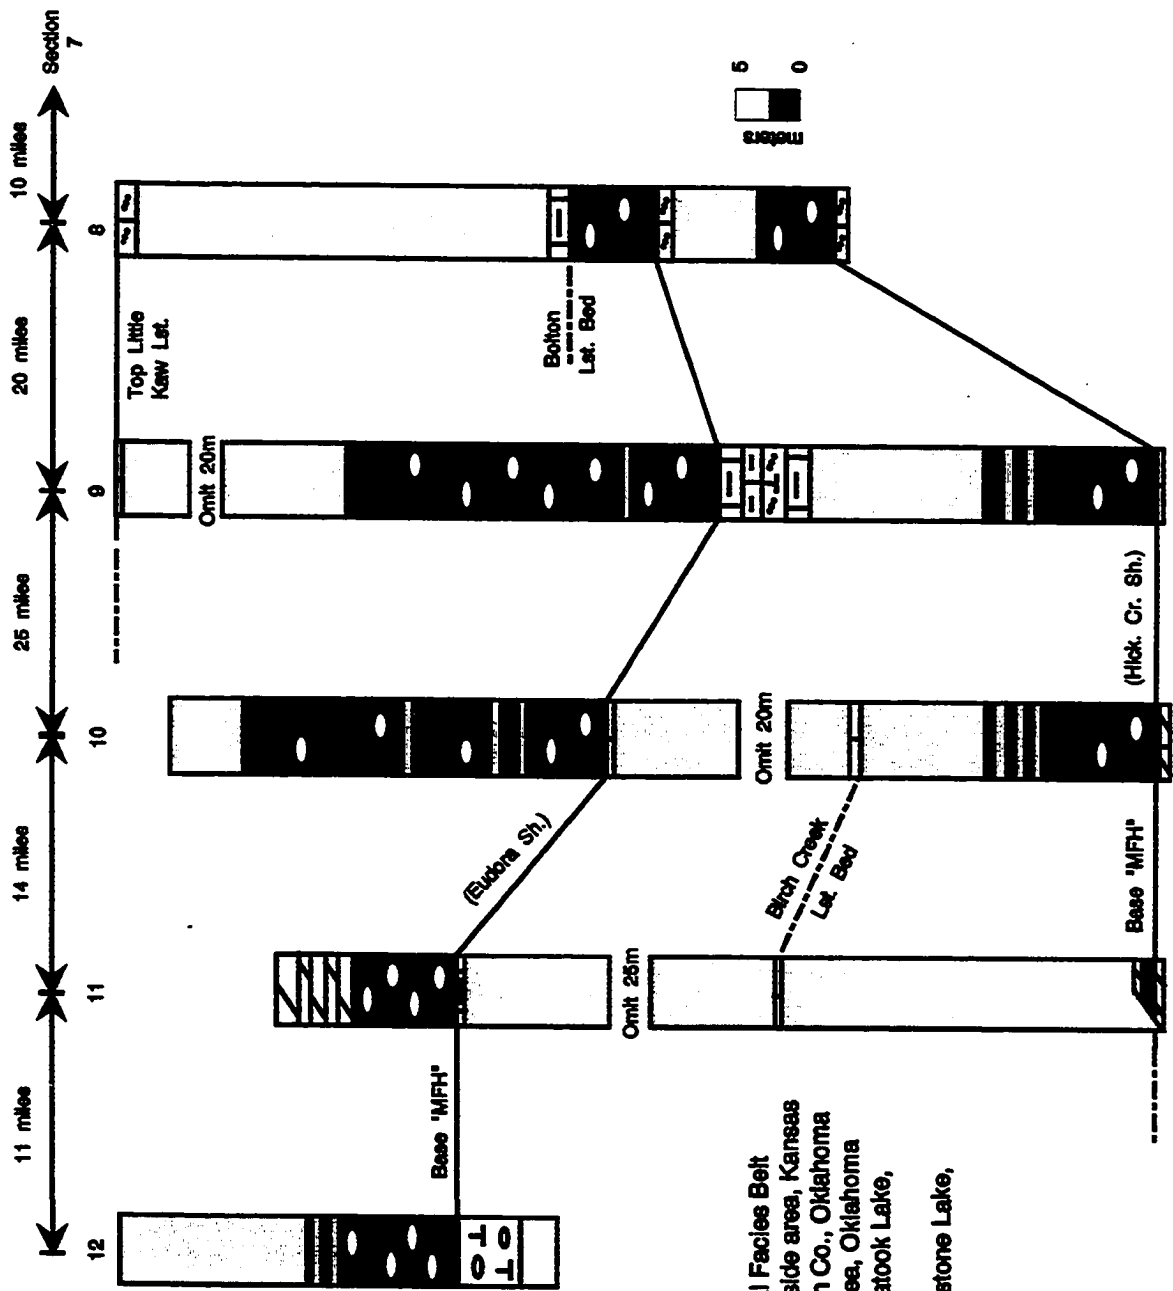 10 miles
20 miles
25 miles
14 miles
11 miles
Section
7
8
9
10
11
12
Top Little
Kaw Lst.
Bolton
Lst. Bed
meters
5
0
Omit 20m
Omit 20m
Omit 25m
(Eudora Sh.)
(Hick. Cr. Sh.)
Birch Creek
Lst. Bed
Base "MFH"
Base "MFH"
O T
T O
l Facies Belt
side area, Kansas
n Co., Oklahoma
ea, Oklahoma
atook Lake,
stone Lake,